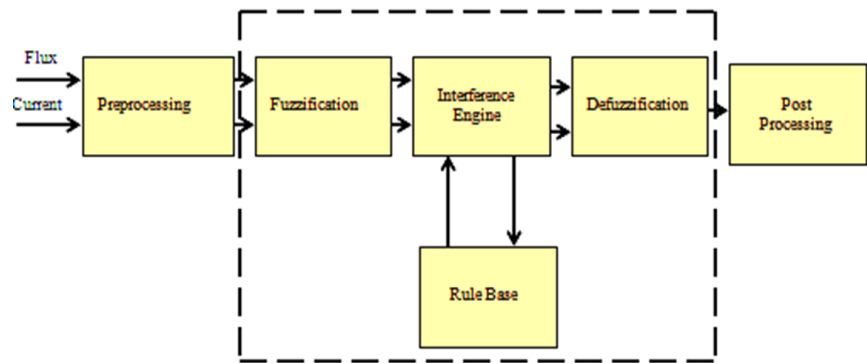 Flux
Current
Preprocessing
Fuzzification
Interference
Engine
Defuzzification
Post
Processing
Rule Base